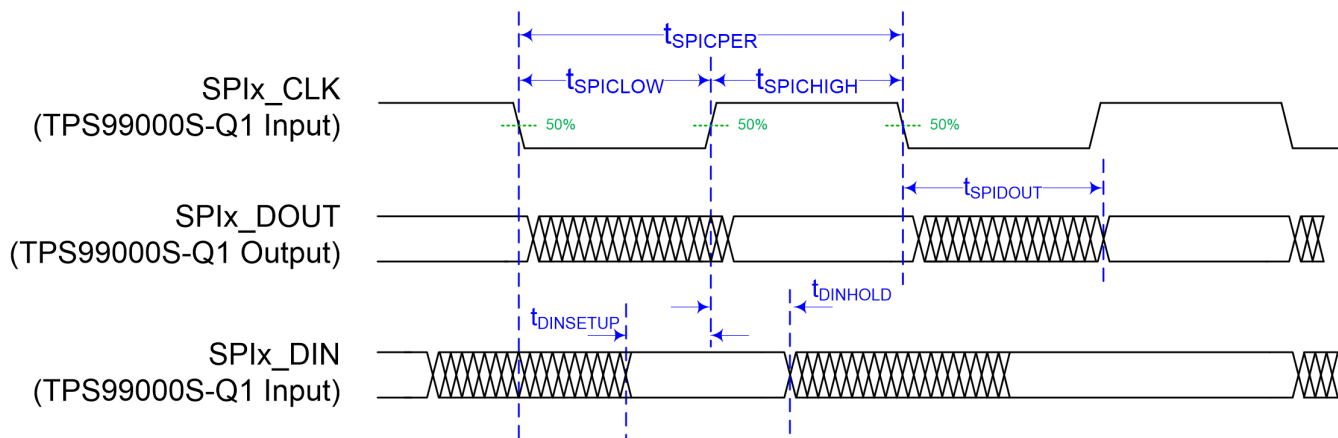 tSPICPER
tSPICLOW
tSPICHIGH
SPIx_CLK
(TPS99000S-Q1 Input)
50%
50%
50%
tSPIDOUT
SPIx_DOUT
(TPS99000S-Q1 Output)
tDINHOLD
tDINSETUP
SPIx_DIN
(TPS99000S-Q1 Input)